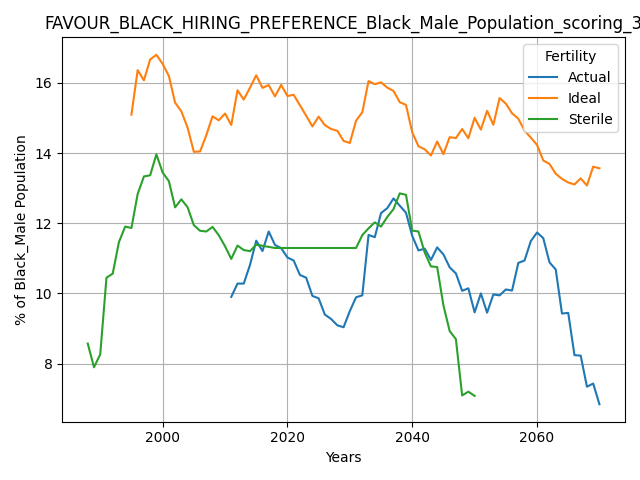 FAVOUR_BLACK_HIRING_PREFERENCE_Black_Male_Population_scoring_3
Fertility
Actual
Ideal
Sterile
% of Black_Male Population
16
14
12
10
8
2000
2020
2040
2060
Years